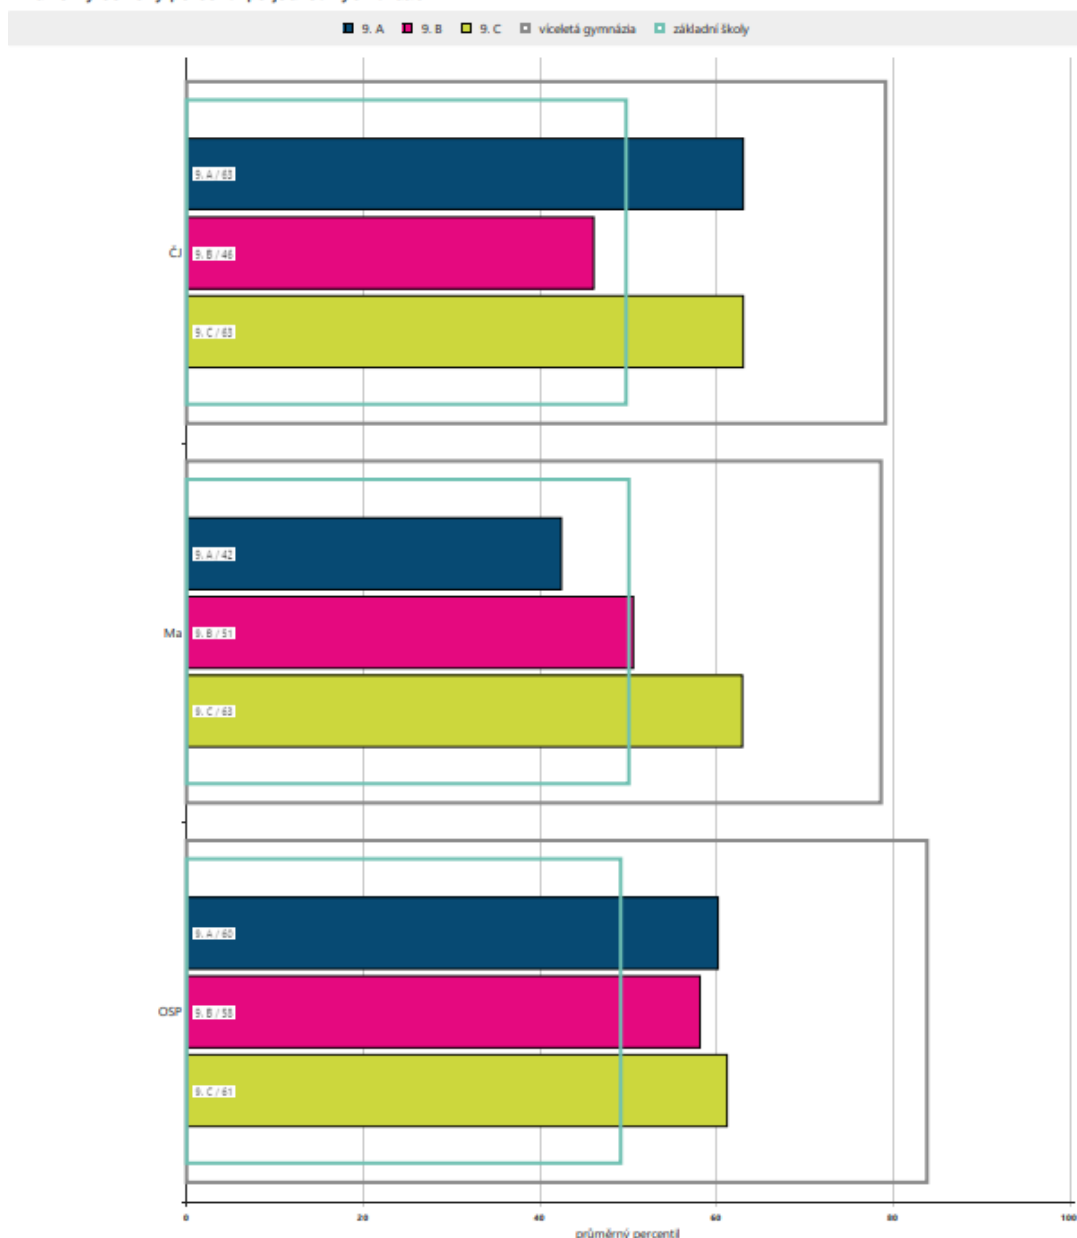 9. A 9. B 9. C víceletá gymnázia základní školy
9. A / 63
ČJ
9. B / 46
9. C / 63
9. A / 42
Ma
9. B / 51
9. C / 63
9. A / 60
OSP
9. B / 58
9. C / 61
0 20 40 60 80 100
průměrný percentil